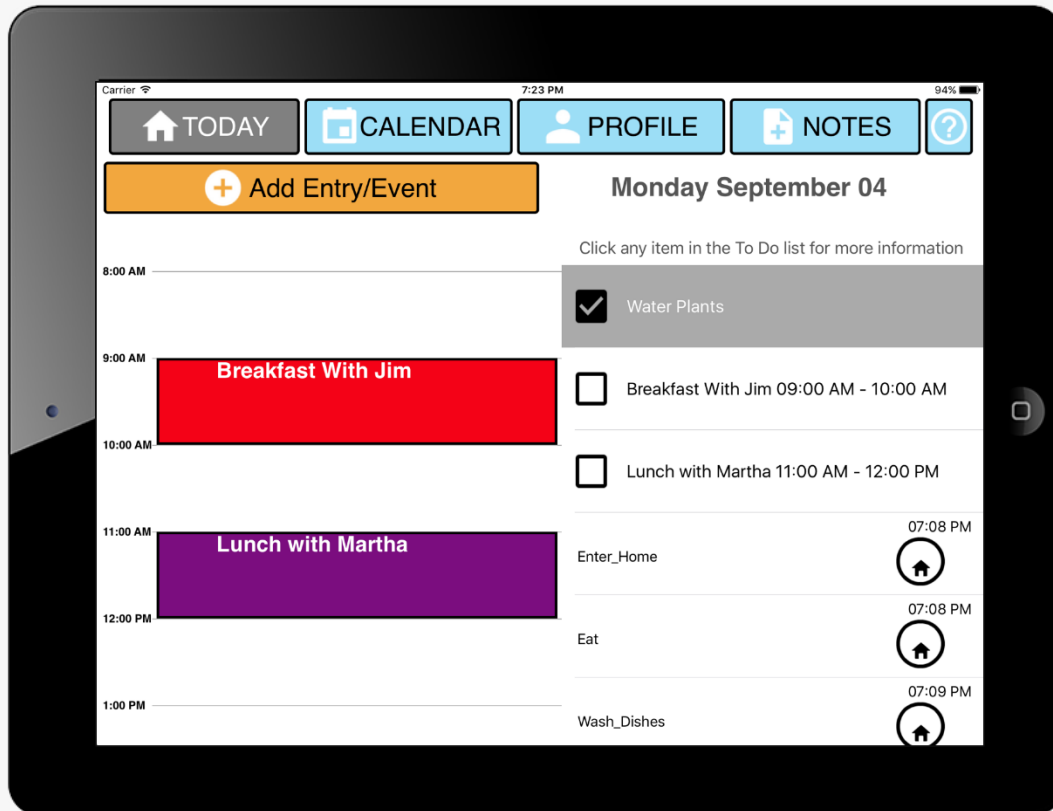 Carrier 7:23 PM 94%
TODAY CALENDAR PROFILE NOTES ?
Add Entry/Event
Monday September 04
Click any item in the To Do list for more information
8:00 AM
9:00 AM
Breakfast With Jim
10:00 AM
11:00 AM
Lunch with Martha
12:00 PM
1:00 PM
Water Plants
Breakfast With Jim 09:00 AM - 10:00 AM
Lunch with Martha 11:00 AM - 12:00 PM
07:08 PM
Enter_Home
07:08 PM
Eat
07:09 PM
Wash_Dishes